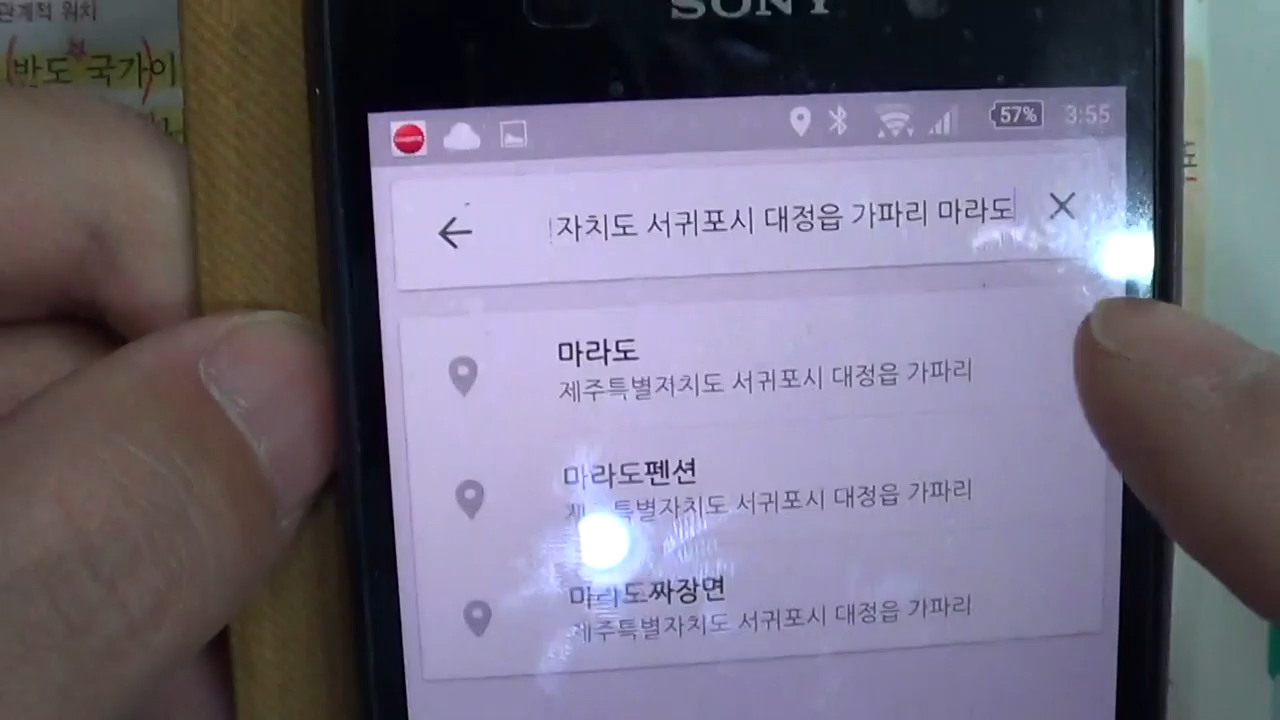 관계적 위치
(반도 국가)이
SONY
57% 3:55
자치도 서귀포시 대정읍 가파리 마라도
마라도
제주특별자치도 서귀포시 대정읍 가파리
마라도펜션
제주특별자치도 서귀포시 대정읍 가파리
마라도짜장면
제주특별자치도 서귀포시 대정읍 가파리